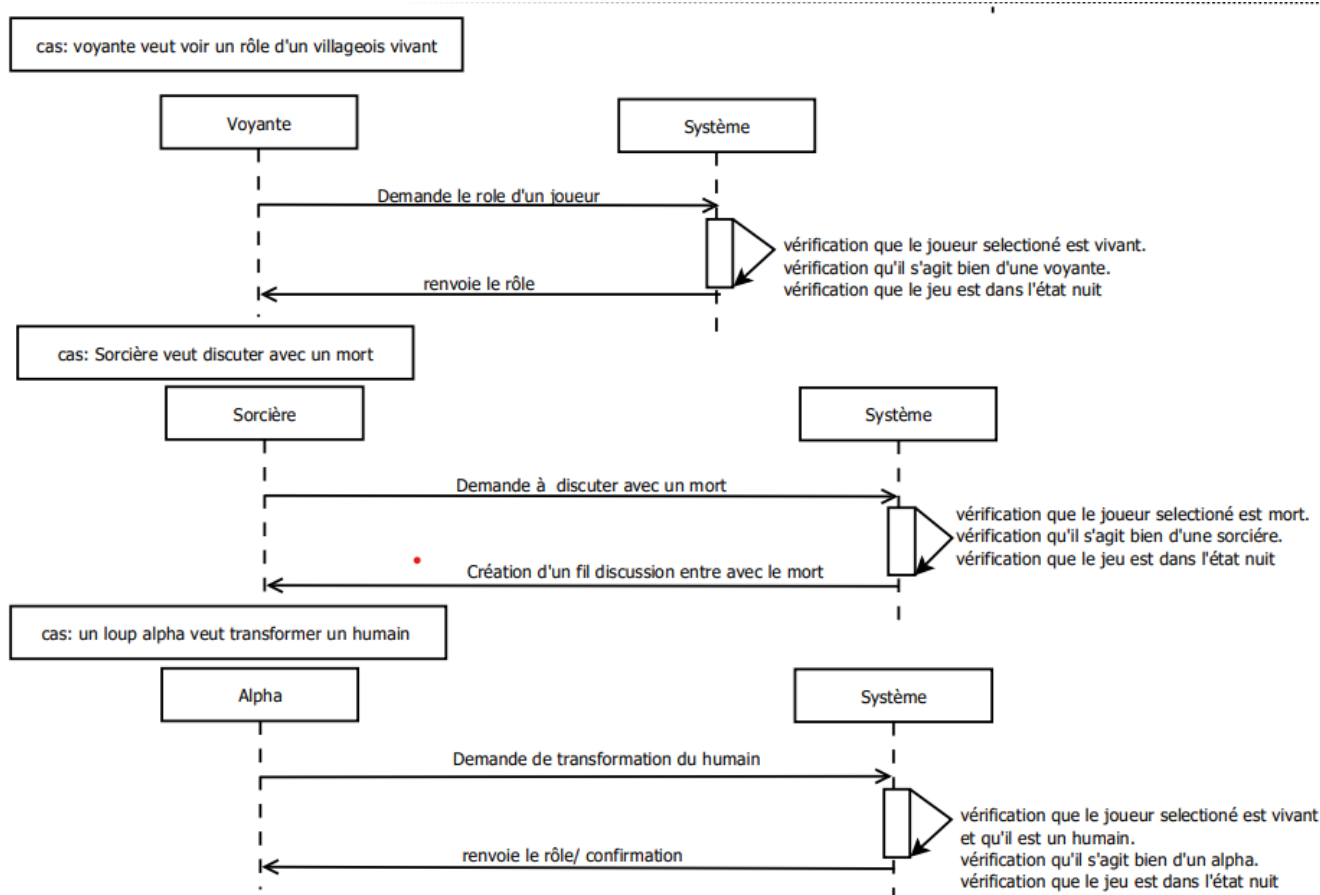 cas: voyante veut voir un rôle d'un villageois vivant
Voyante
Système
Demande le role d'un joueur
vérification que le joueur selectioné est vivant.
vérification qu'il s'agit bien d'une voyante.
vérification que le jeu est dans l'état nuit
renvoie le rôle
cas: Sorcière veut discuter avec un mort
Sorcière
Système
Demande à  discuter avec un mort
vérification que le joueur selectioné est mort.
vérification qu'il s'agit bien d'une sorciére.
vérification que le jeu est dans l'état nuit
Création d'un fil discussion entre avec le mort
cas: un loup alpha veut transformer un humain
Alpha
Système
Demande de transformation du humain
vérification que le joueur selectioné est vivant
et qu'il est un humain.
vérification qu'il s'agit bien d'un alpha.
vérification que le jeu est dans l'état nuit
renvoie le rôle/ confirmation